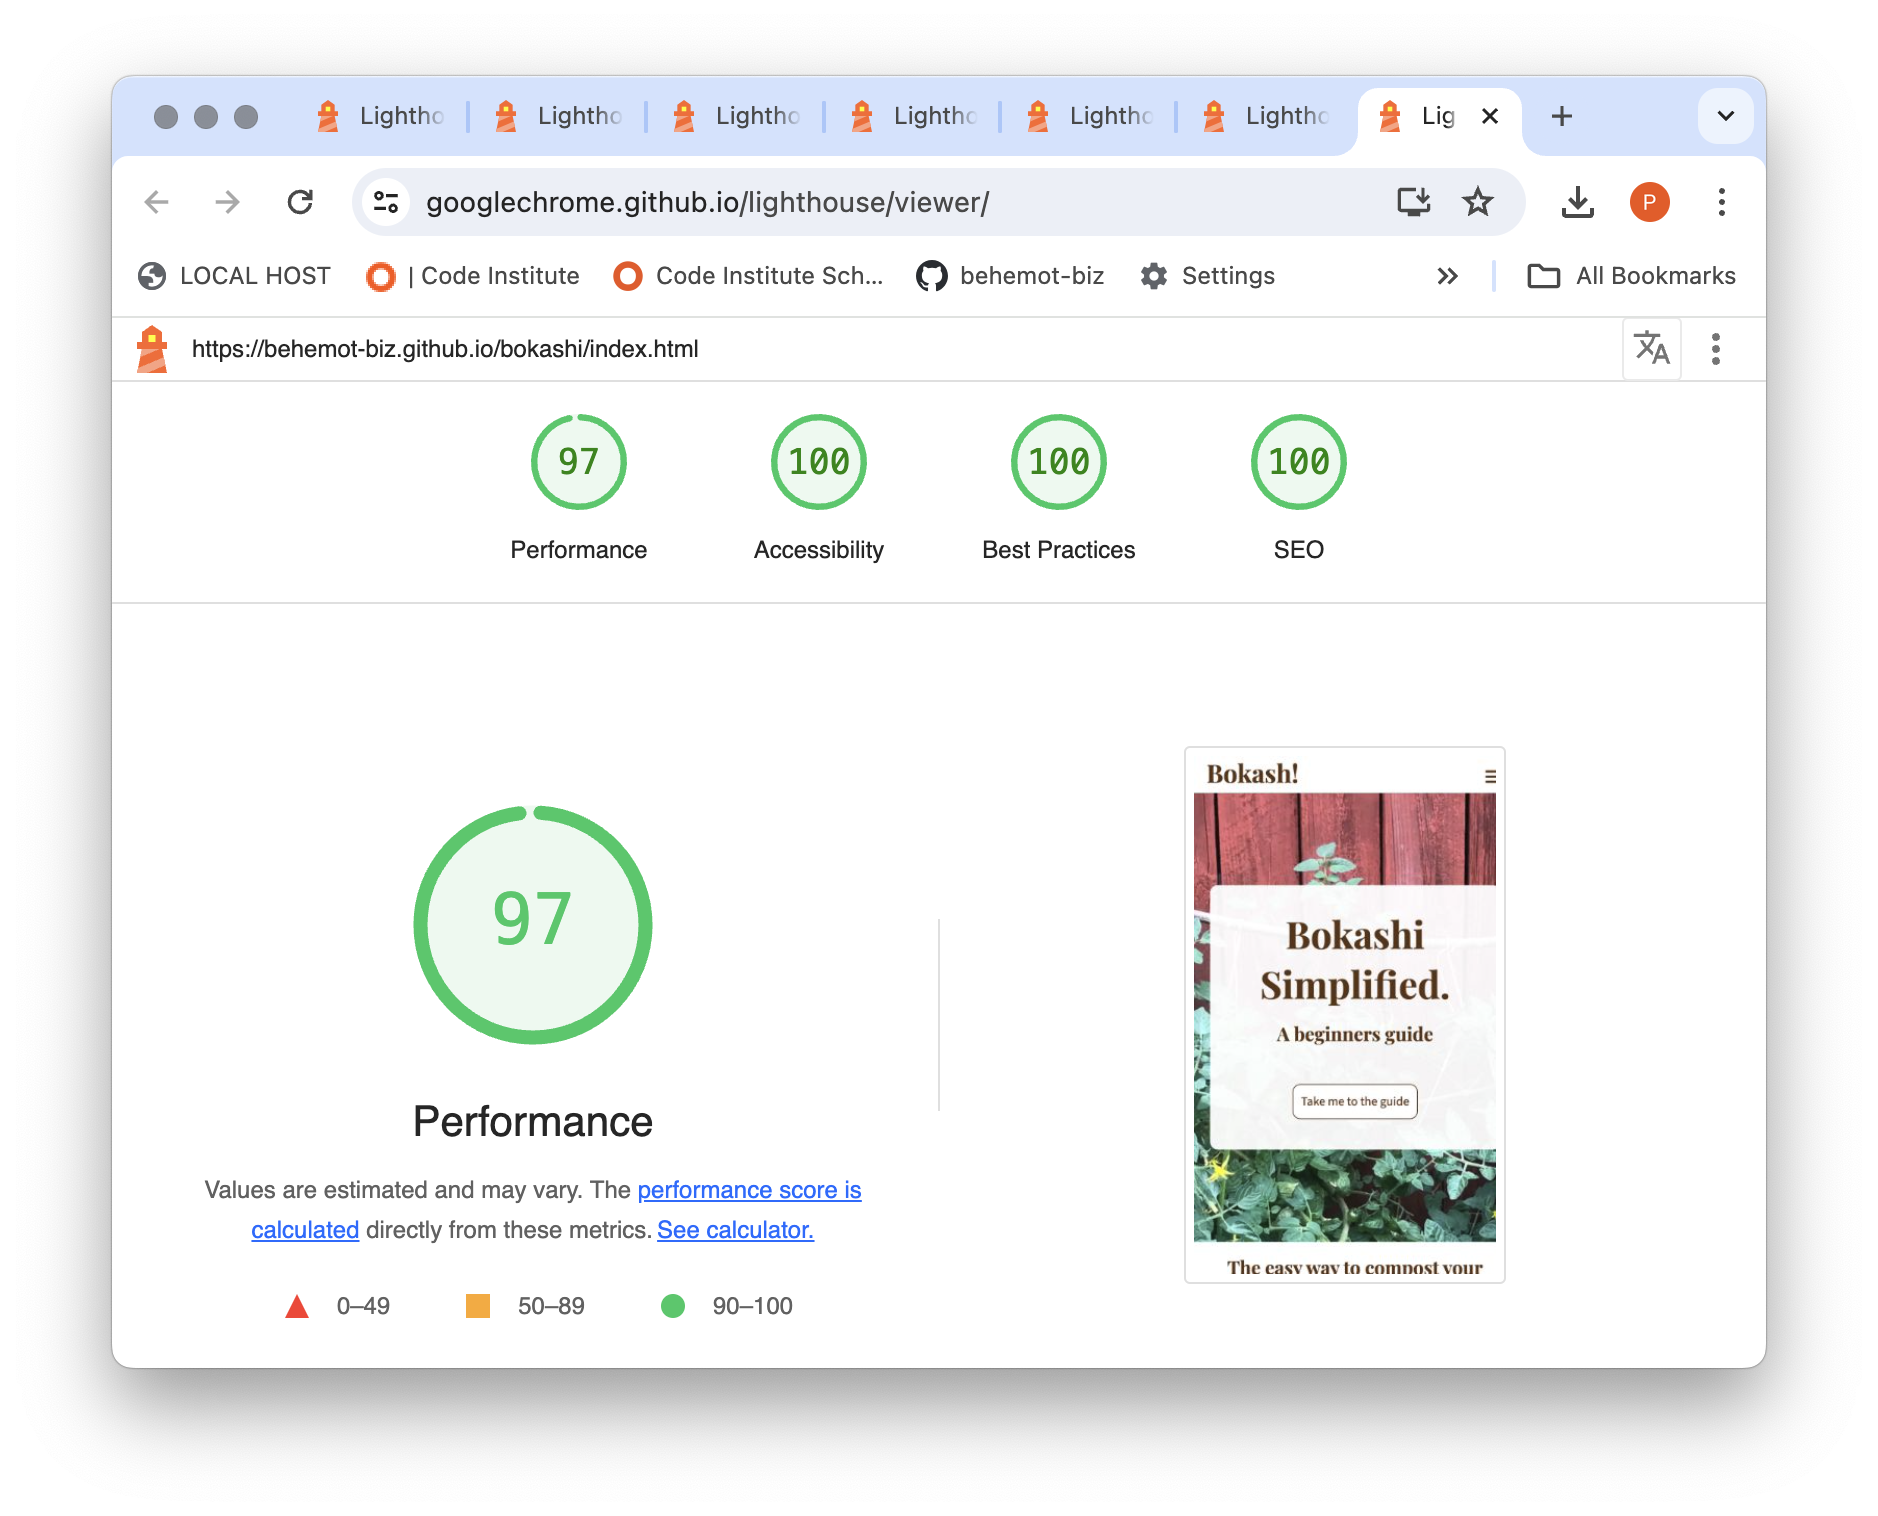 Lightho
Lightho
Lightho
Lightho
Lightho
Lightho
Lig
googlechrome.github.io/lighthouse/viewer/
P
LOCAL HOST
| Code Institute
Code Institute Sch...
behemot-biz
Settings
All Bookmarks
https://behemot-biz.github.io/bokashi/index.html
97
100
100
100
Performance
Accessibility
Best Practices
SEO
97
Performance
Values are estimated and may vary. The performance score is
calculated directly from these metrics. See calculator.
0–49
50–89
90–100
Bokash!
Bokashi
Simplified.
A beginners guide
Take me to the guide
The easy way to compost your